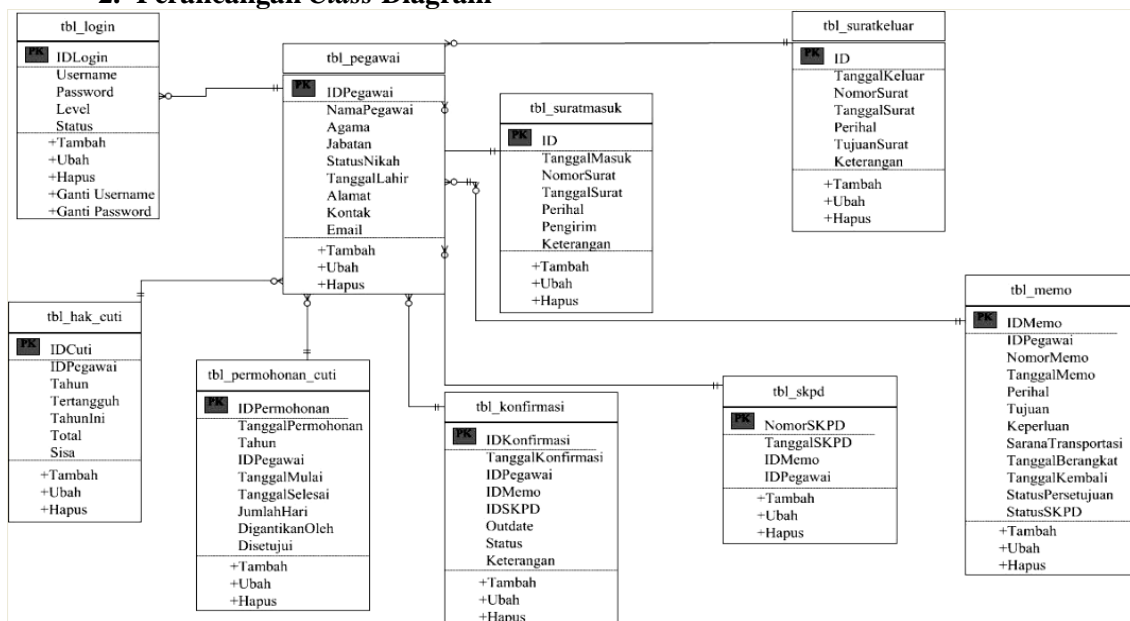 2. Perancangan Class Diagram
tbl_login
PK IDLogin
Username
Password
Level
Status
+Tambah
+Ubah
+Hapus
+Ganti Username
+Ganti Password
tbl_pegawai
PK IDPegawai
NamaPegawai
Agama
Jabatan
StatusNikah
TanggalLahir
Alamat
Kontak
Email
+Tambah
+Ubah
+Hapus
tbl_suratmasuk
PK ID
TanggalMasuk
NomorSurat
TanggalSurat
Perihal
Pengirim
Keterangan
+Tambah
+Ubah
+Hapus
tbl_suratkeluar
PK ID
TanggalKeluar
NomorSurat
TanggalSurat
Perihal
TujuanSurat
Keterangan
+Tambah
+Ubah
+Hapus
tbl_hak_cuti
PK IDCuti
IDPegawai
Tahun
Tertangguh
TahunIni
Total
Sisa
+Tambah
+Ubah
+Hapus
tbl_permohonan_cuti
PK IDPermohonan
TanggalPermohonan
Tahun
IDPegawai
TanggalMulai
TanggalSelesai
JumlahHari
DigantikanOleh
Disetujui
+Tambah
+Ubah
+Hapus
tbl_konfirmasi
PK IDKonfirmasi
TanggalKonfirmasi
IDPegawai
IDMemo
IDSKPD
Outdate
Status
Keterangan
+Tambah
+Ubah
+Hapus
tbl_skpd
PK NomorSKPD
TanggalSKPD
IDMemo
IDPegawai
+Tambah
+Ubah
+Hapus
tbl_memo
PK IDMemo
IDPegawai
NomorMemo
TanggalMemo
Perihal
Tujuan
Keperluan
SaranaTransportasi
TanggalBerangkat
TanggalKembali
StatusPersetujuan
StatusSKPD
+Tambah
+Ubah
+Hapus